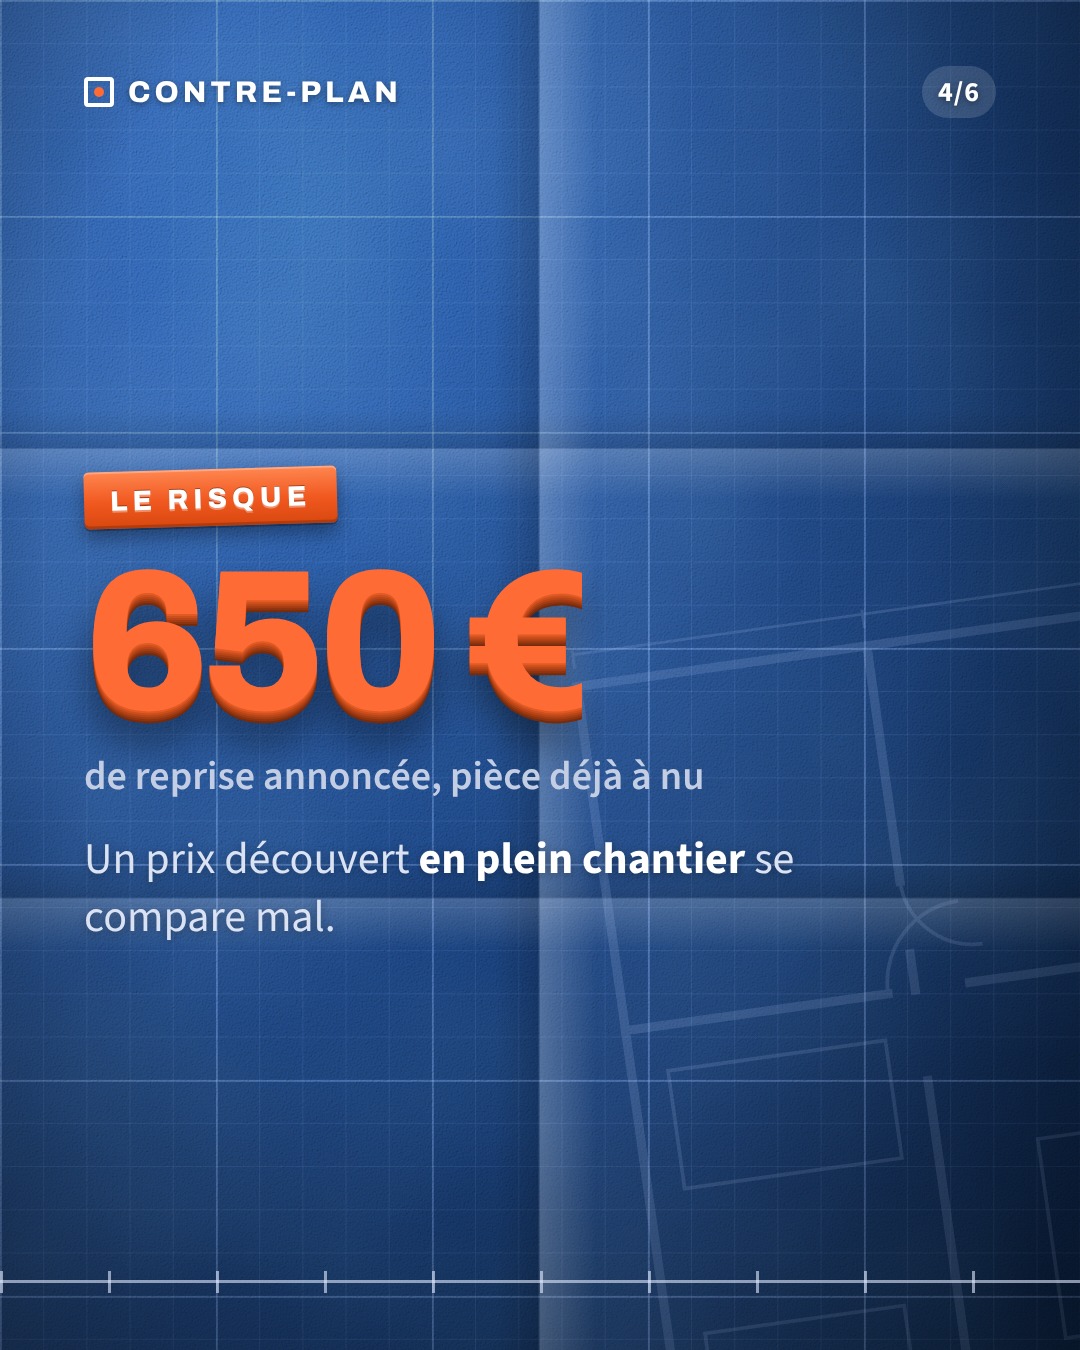 CONTRE-PLAN
4/6
LE RISQUE
650 €
de reprise annoncée, pièce déjà à nu
Un prix découvert en plein chantier se
compare mal.